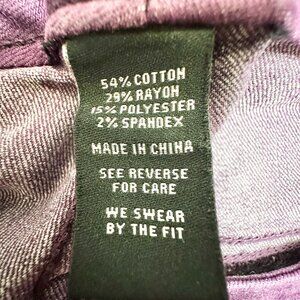 54% COTTON
29% RAYON
15% POLYESTER
2% SPANDEX
MADE IN CHINA
SEE REVERSE
FOR CARE
WE SWEAR
BY THE FIT